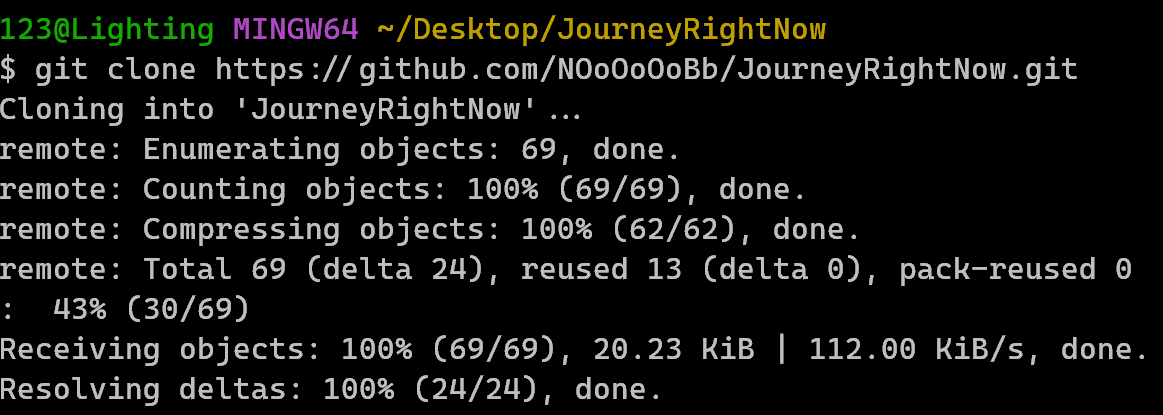 123@Lighting MINGW64 ~/Desktop/JourneyRightNow
$ git clone https://github.com/NOoOoOoBb/JourneyRightNow.git
Cloning into 'JourneyRightNow'...
remote: Enumerating objects: 69, done.
remote: Counting objects: 100% (69/69), done.
remote: Compressing objects: 100% (62/62), done.
remote: Total 69 (delta 24), reused 13 (delta 0), pack-reused 0
:  43% (30/69)
Receiving objects: 100% (69/69), 20.23 KiB | 112.00 KiB/s, done.
Resolving deltas: 100% (24/24), done.